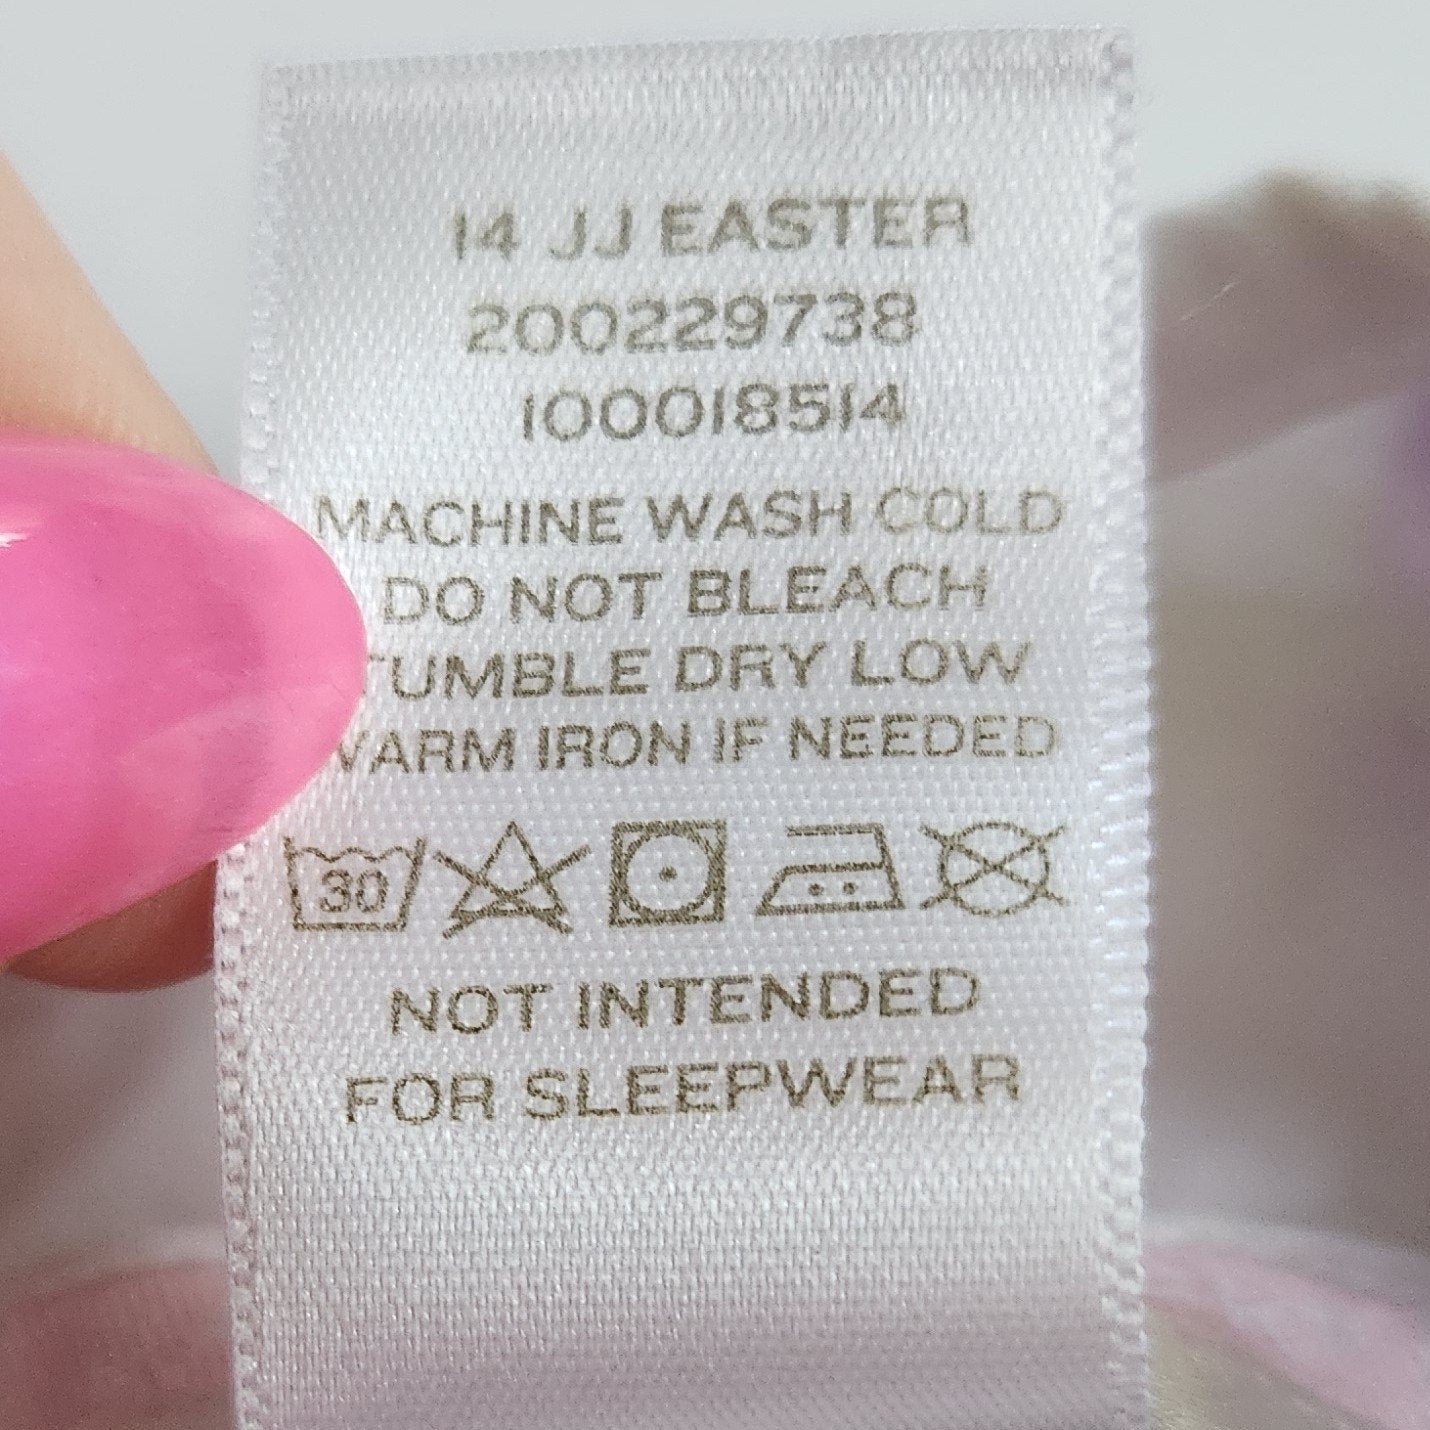 14 JJ EASTER
200229738
100018514
MACHINE WASH COLD
DO NOT BLEACH
TUMBLE DRY LOW
WARM IRON IF NEEDED
30
NOT INTENDED
FOR SLEEPWEAR